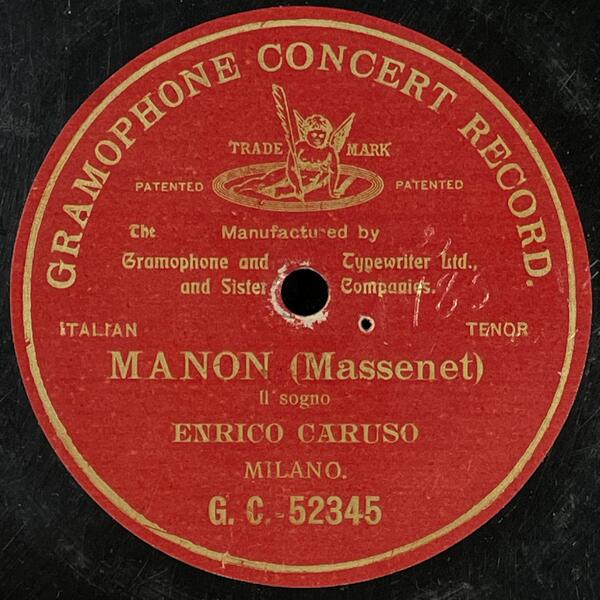 GRAMOPHONE CONCERT RECORD.
TRADE MARK
PATENTED PATENTED
The Manufactured by
Gramophone and Typewriter Ltd.,
and Sister Companies.
ITALIAN TENOR
MANON (Massenet)
Il sogno
ENRICO CARUSO
MILANO.
G. C.-52345